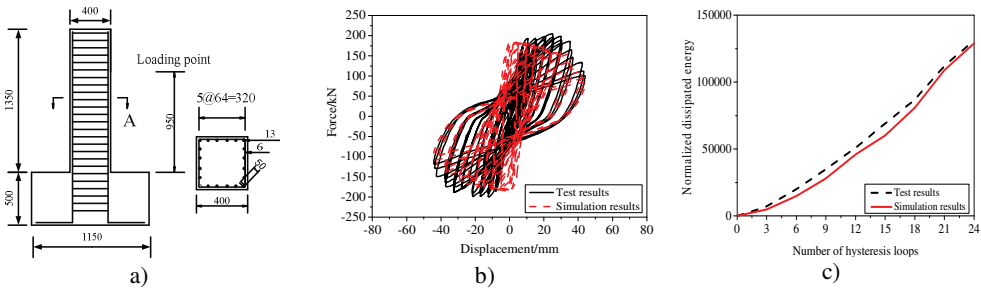 400
Loading point
1350
A
950
5@64=320
13
6
50
400
500
1150
a)
Force/kN
250
200
150
100
50
0
-50
-100
-150
200
250
Test results
Simulation results
-80 -60 -40 -20 0 20 40 60 80
Displacement/mm
b)
Normalized dissipated energy
150000
100000
50000
0
Test results
Simulation results
0 3 6 9 12 15 18 21 24
Number of hysteresis loops
c)